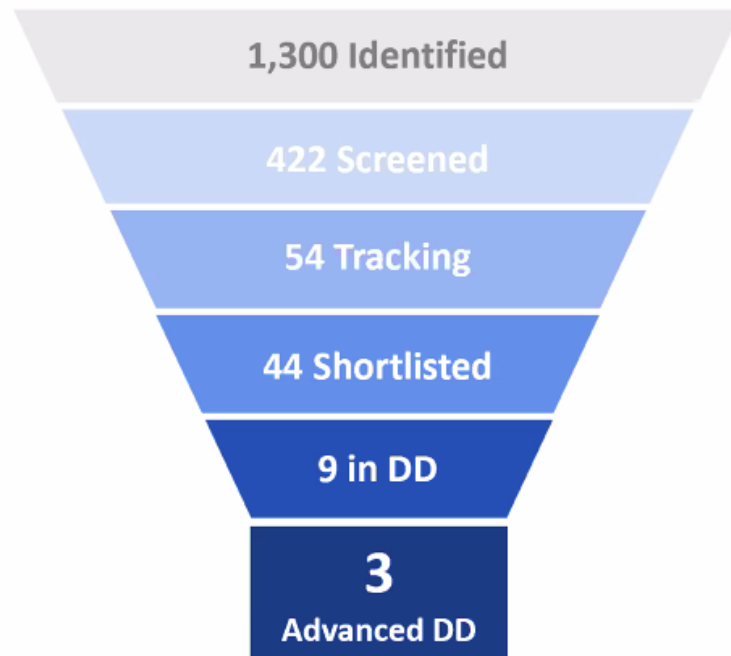 1,300 Identified
422 Screened
54 Tracking
44 Shortlisted
9 in DD
3
Advanced DD